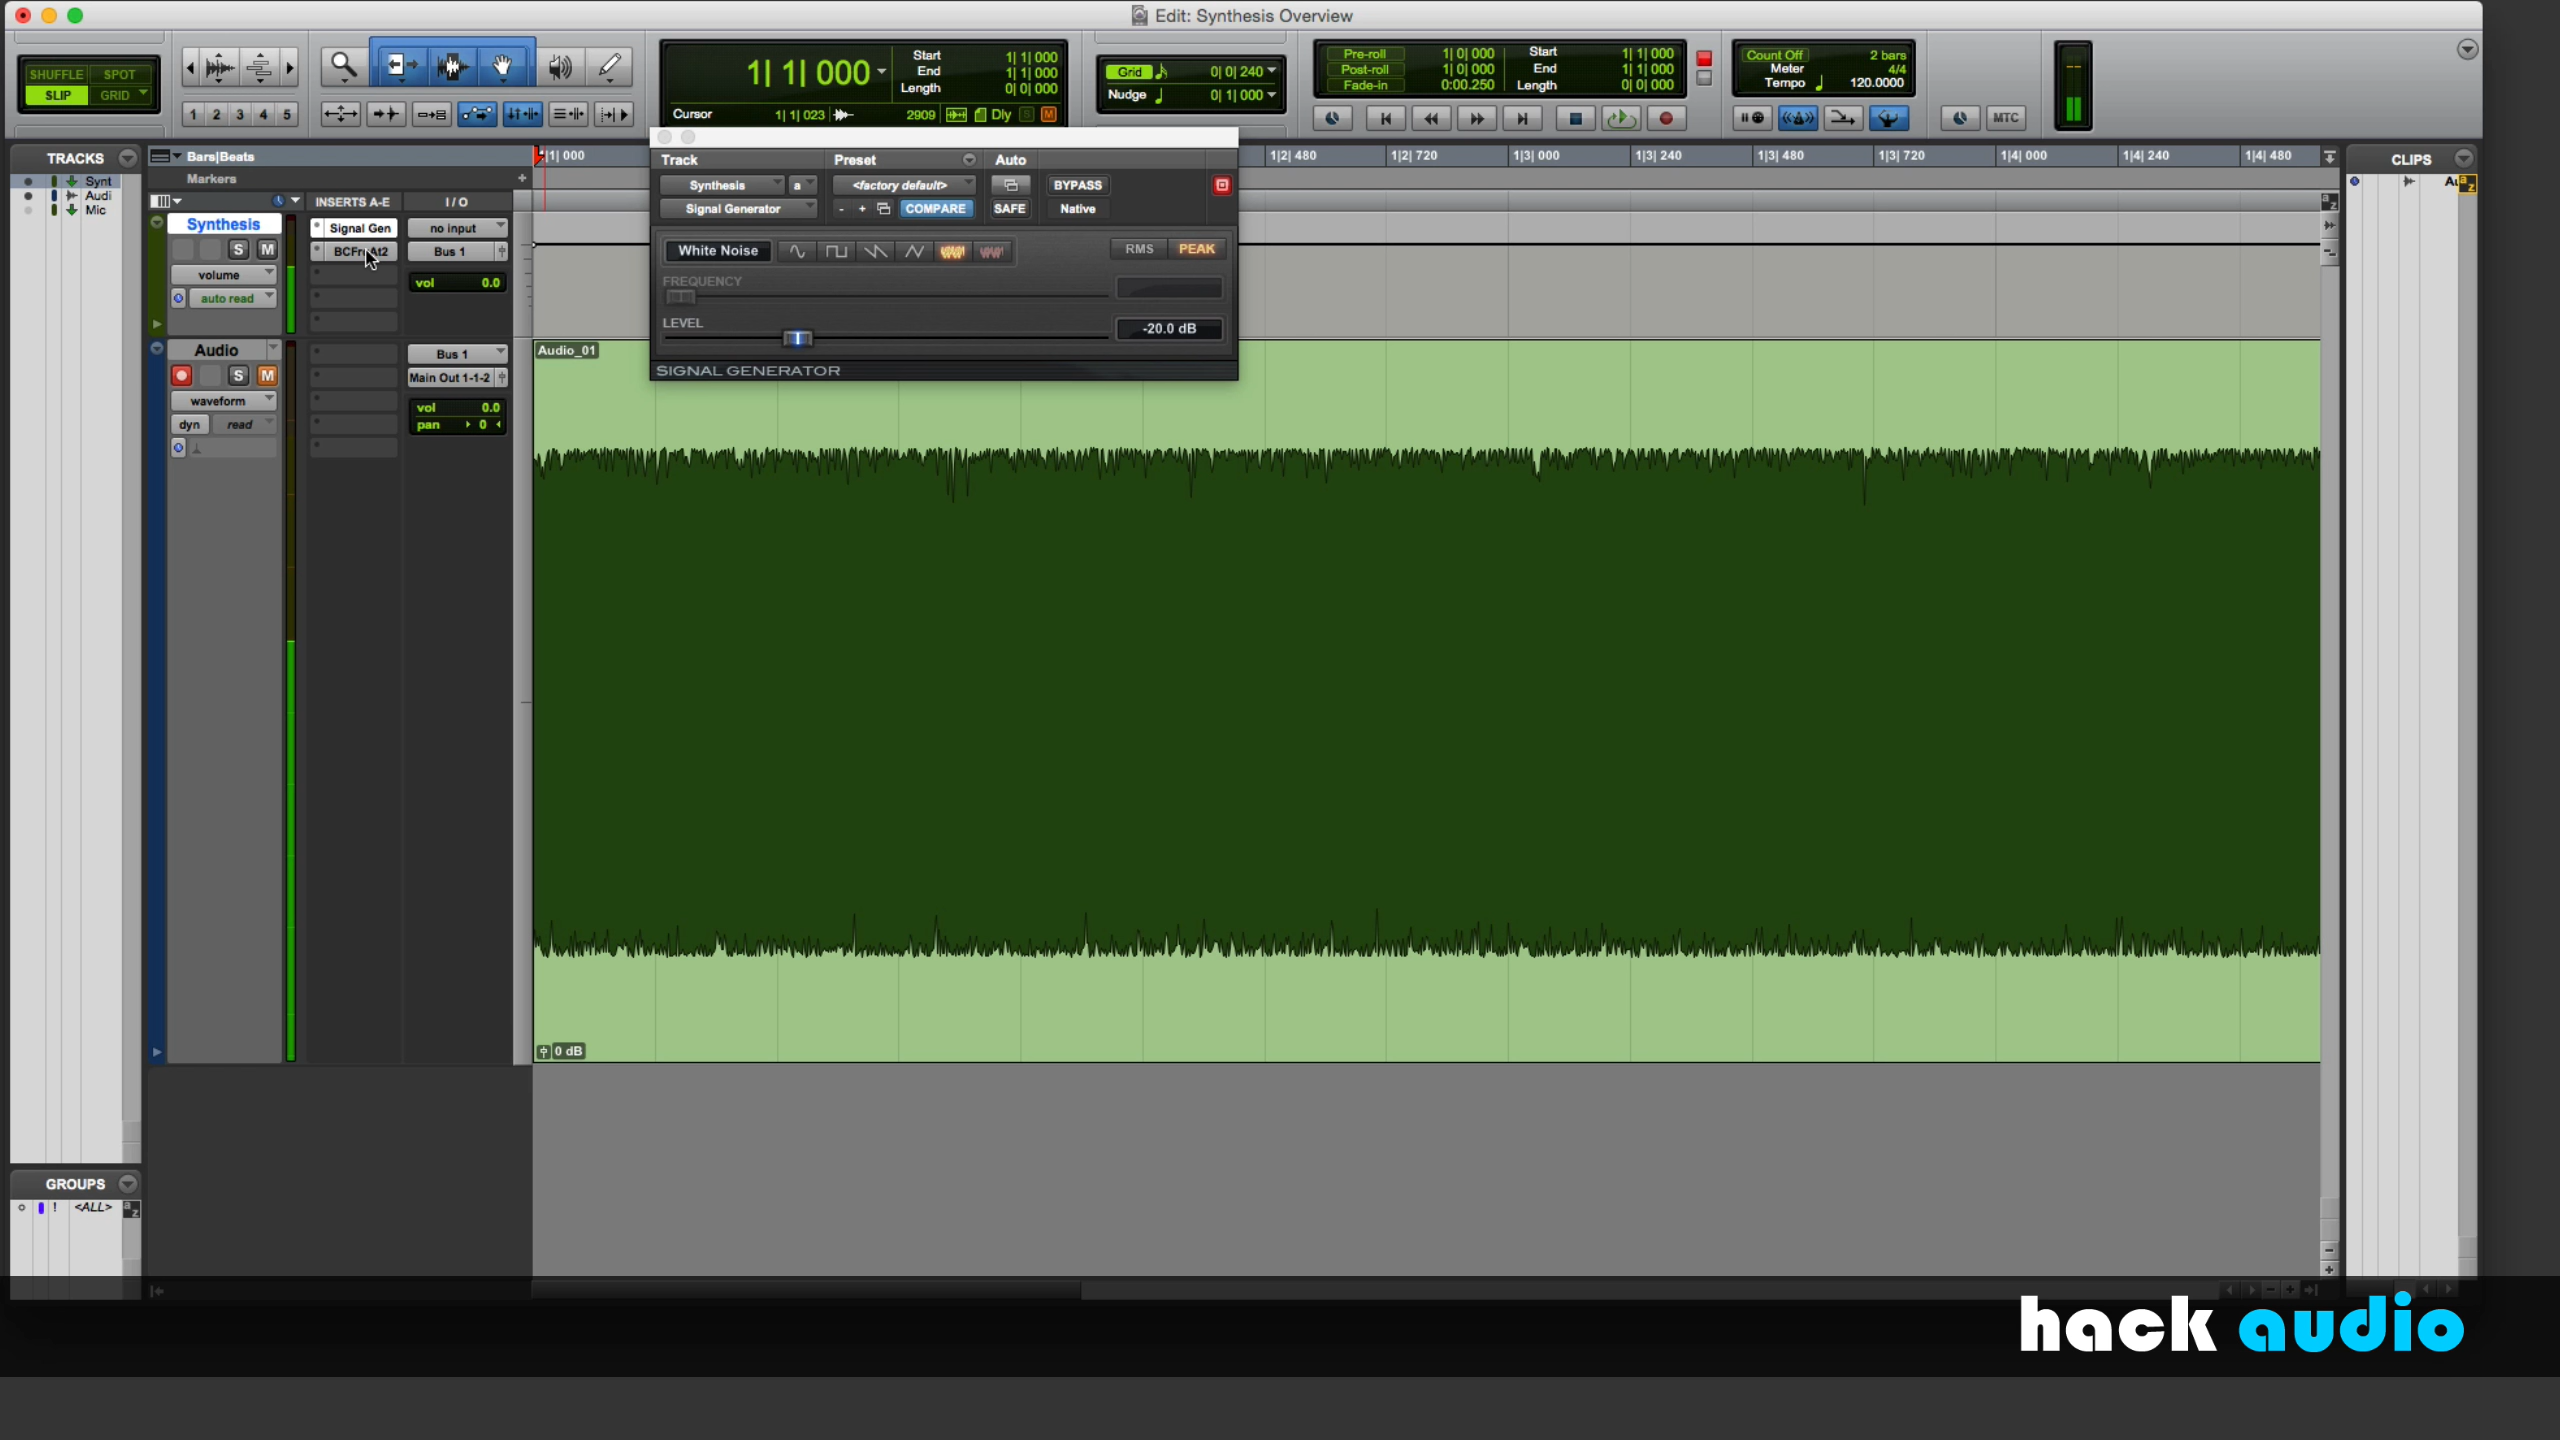 Edit: Synthesis Overview
SHUFFLE SPOT
SLIP GRID
1 2 3 4 5
1| 1| 000
Start 1| 1| 000
End 1| 1| 000
Length 0| 0| 000
Cursor 1| 1| 023 2909 Dly S M
Grid 0| 0| 240
Nudge 0| 1| 000
Pre-roll 1| 0| 000 Start 1| 1| 000
Post-roll 1| 0| 000 End 1| 1| 000
Fade-in 0:00.250 Length 0| 0| 000
Count Off 2 bars
Meter 4/4
Tempo 120.0000
MTC
TRACKS
Synt
Audi
Mic
Bars|Beats
Markers
1|1| 000 1|2| 480 1|2| 720 1|3| 000 1|3| 240 1|3| 480 1|3| 720 1|4| 000 1|4| 240 1|4| 480
CLIPS
INSERTS A-E I / O
Synthesis
S M
volume
auto read
Signal Gen
no input
Bus 1
vol 0.0
Track Preset Auto
Synthesis a <factory default> BYPASS
Signal Generator - + COMPARE SAFE Native
White Noise RMS PEAK
FREQUENCY
LEVEL
-20.0 dB
SIGNAL GENERATOR
Audio
S M
waveform
dyn read
Bus 1
Main Out 1-1-2
vol 0.0
pan 0
Audio_01
0 dB
GROUPS
! <ALL> a z
hack audio